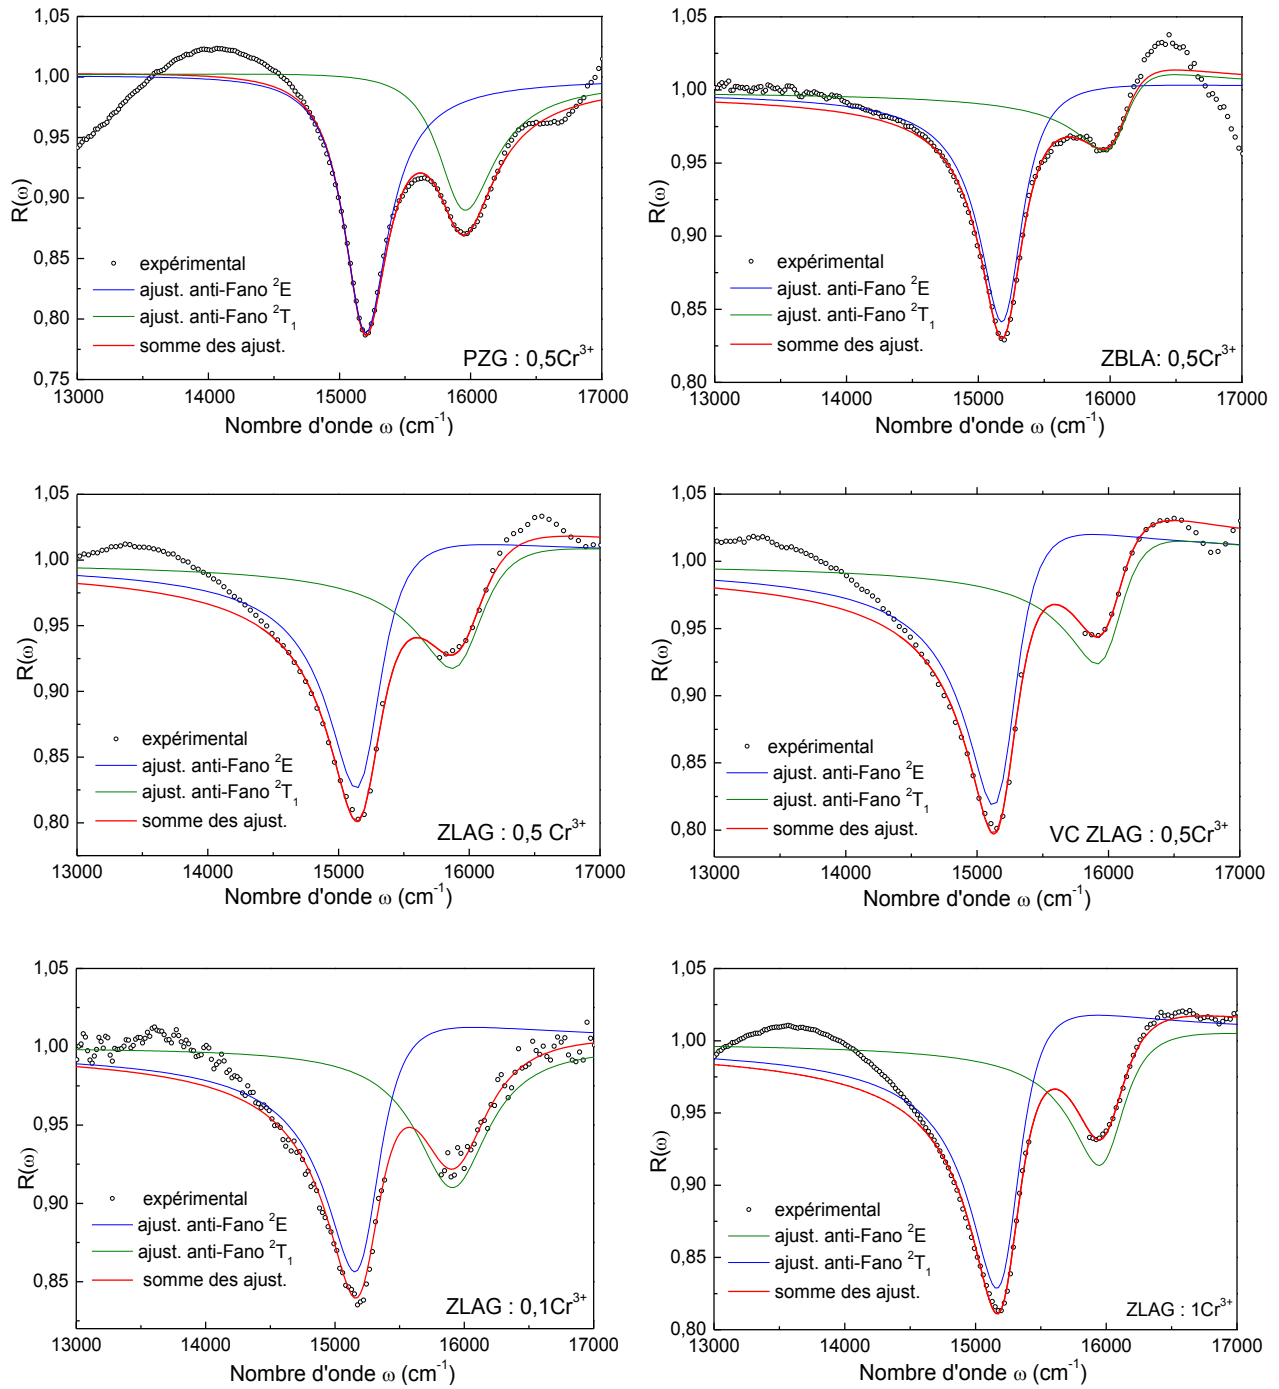 1,05
1,00
0,95
0,90
0,85
0,80
0,75
R(ω)
expérimental
ajust. anti-Fano ²E
ajust. anti-Fano ²T₁
somme des ajust.
PZG : 0,5Cr³⁺
13000 14000 15000 16000 17000
Nombre d'onde ω (cm⁻¹)
1,05
1,00
0,95
0,90
0,85
0,80
R(ω)
expérimental
ajust. anti-Fano ²E
ajust. anti-Fano ²T₁
somme des ajust.
ZBLA: 0,5Cr³⁺
13000 14000 15000 16000 17000
Nombre d'onde ω (cm⁻¹)
1,05
1,00
0,95
0,90
0,85
0,80
R(ω)
expérimental
ajust. anti-Fano ²E
ajust. anti-Fano ²T₁
somme des ajust.
ZLAG : 0,5 Cr³⁺
13000 14000 15000 16000 17000
Nombre d'onde ω (cm⁻¹)
1,05
1,00
0,95
0,90
0,85
0,80
R(ω)
expérimental
ajust. anti-Fano ²E
ajust. anti-Fano ²T₁
somme des ajust.
VC ZLAG : 0,5Cr³⁺
13000 14000 15000 16000 17000
Nombre d'onde ω (cm⁻¹)
1,05
1,00
0,95
0,90
0,85
R(ω)
expérimental
ajust. anti-Fano ²E
ajust. anti-Fano ²T₁
somme des ajust.
ZLAG : 0,1Cr³⁺
13000 14000 15000 16000 17000
Nombre d'onde ω (cm⁻¹)
1,05
1,00
0,95
0,90
0,85
0,80
R(ω)
expérimental
ajust. anti-Fano ²E
ajust. anti-Fano ²T₁
somme des ajust.
ZLAG : 1Cr³⁺
13000 14000 15000 16000 17000
Nombre d'onde ω (cm⁻¹)